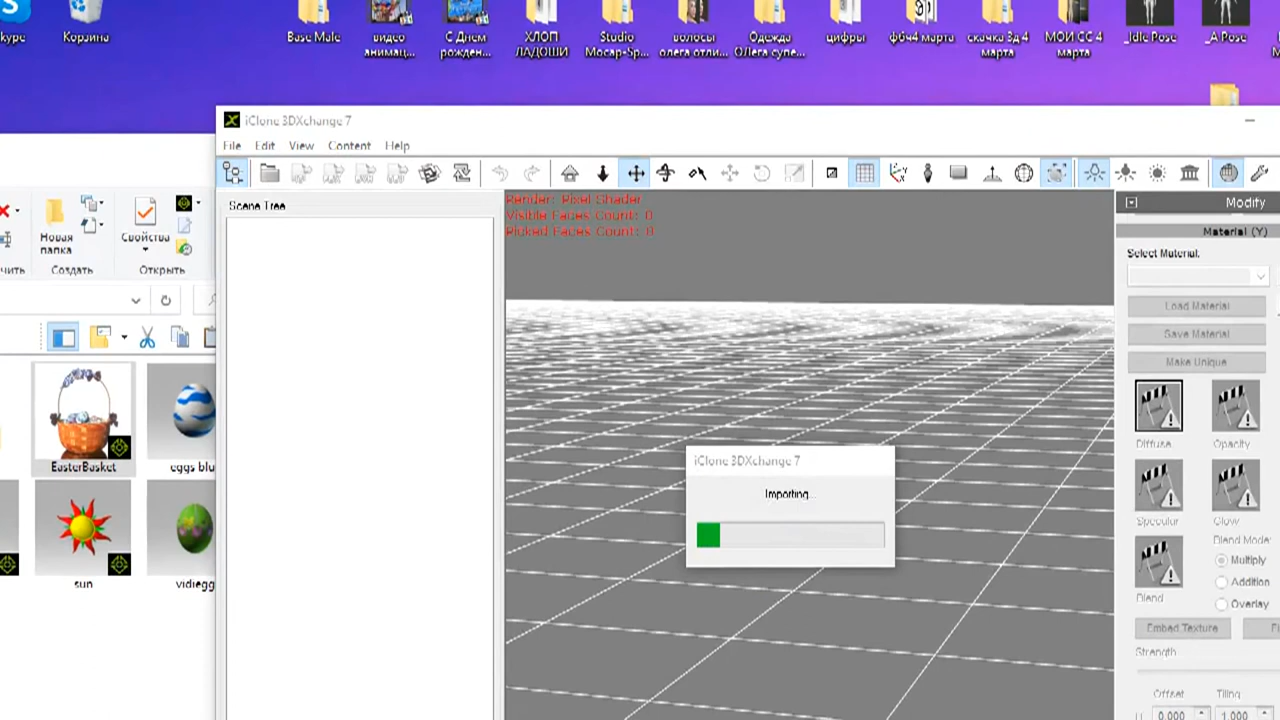 kype
Корзина
Base Male
видео
анимац...
С Днем
рожден...
ХЛОП
ЛАДОШИ
Studio
Mocap-Sp...
волосы
олега отли...
Одежда
Олега супе...
цифры
фбч4 марта
скачка 3д 4
марта
МОИ СС 4
марта
_Idle Pose
_A Pose
iClone 3DXchange 7
File Edit View Content Help
Новая
папка
Свойства
чить
Создать
Открыть
Scene Tree
Render: Pixel Shader
Visible Faces Count: 0
Picked Faces Count: 0
Modify
Material (Y)
Select Material:
Load Material
Save Material
Make Unique
Diffuse
Opacity
Specular
Glow
Blend Mode:
Multiply
Addition
Overlay
Blend
Embed Texture
Strength
Offset
Tiling
U
0.000
1.000
EasterBasket
eggs blu
sun
vidiegg
iClone 3DXchange 7
Importing...